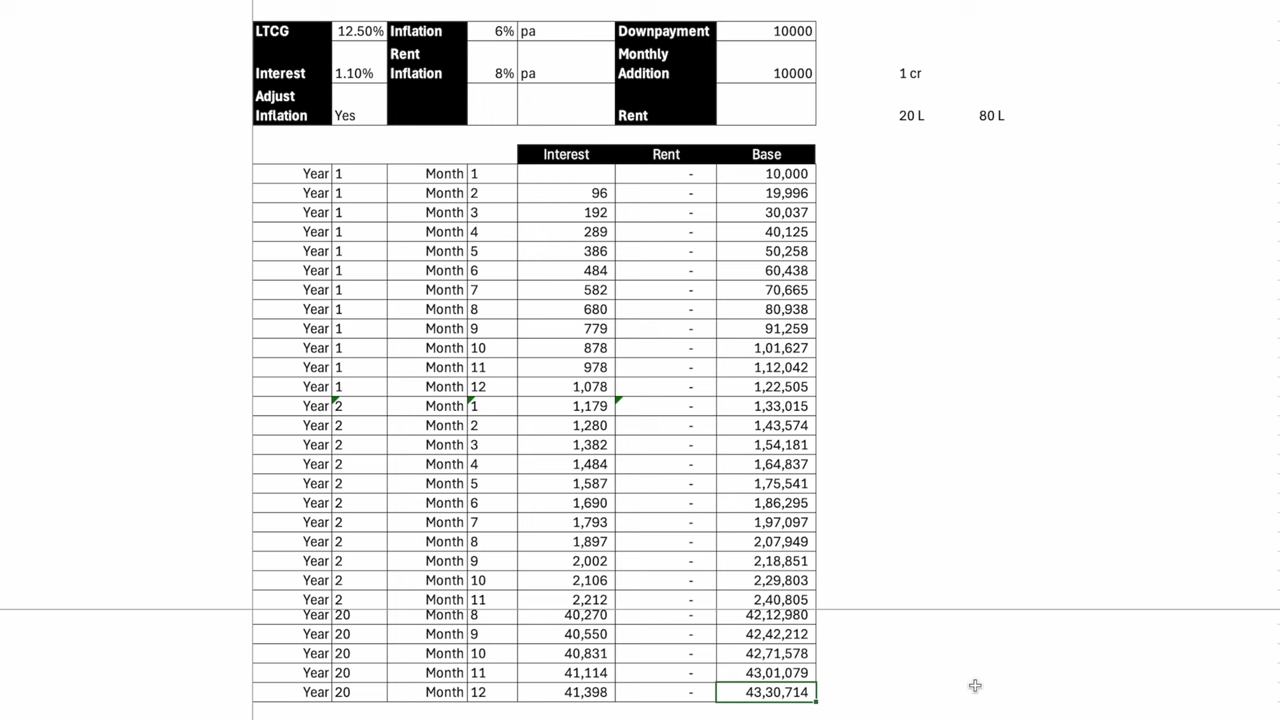 LTCG 12.50% Inflation 6% pa Downpayment 10000
Interest 1.10% Rent Inflation 8% pa Monthly Addition 10000 1 cr
Adjust Inflation Yes Rent 20 L 80 L
Interest Rent Base
Year 1 Month 1 - 10,000
Year 1 Month 2 96 - 19,996
Year 1 Month 3 192 - 30,037
Year 1 Month 4 289 - 40,125
Year 1 Month 5 386 - 50,258
Year 1 Month 6 484 - 60,438
Year 1 Month 7 582 - 70,665
Year 1 Month 8 680 - 80,938
Year 1 Month 9 779 - 91,259
Year 1 Month 10 878 - 1,01,627
Year 1 Month 11 978 - 1,12,042
Year 1 Month 12 1,078 - 1,22,505
Year 2 Month 1 1,179 - 1,33,015
Year 2 Month 2 1,280 - 1,43,574
Year 2 Month 3 1,382 - 1,54,181
Year 2 Month 4 1,484 - 1,64,837
Year 2 Month 5 1,587 - 1,75,541
Year 2 Month 6 1,690 - 1,86,295
Year 2 Month 7 1,793 - 1,97,097
Year 2 Month 8 1,897 - 2,07,949
Year 2 Month 9 2,002 - 2,18,851
Year 2 Month 10 2,106 - 2,29,803
Year 2 Month 11 2,212 - 2,40,805
Year 20 Month 8 40,270 - 42,12,980
Year 20 Month 9 40,550 - 42,42,212
Year 20 Month 10 40,831 - 42,71,578
Year 20 Month 11 41,114 - 43,01,079
Year 20 Month 12 41,398 - 43,30,714